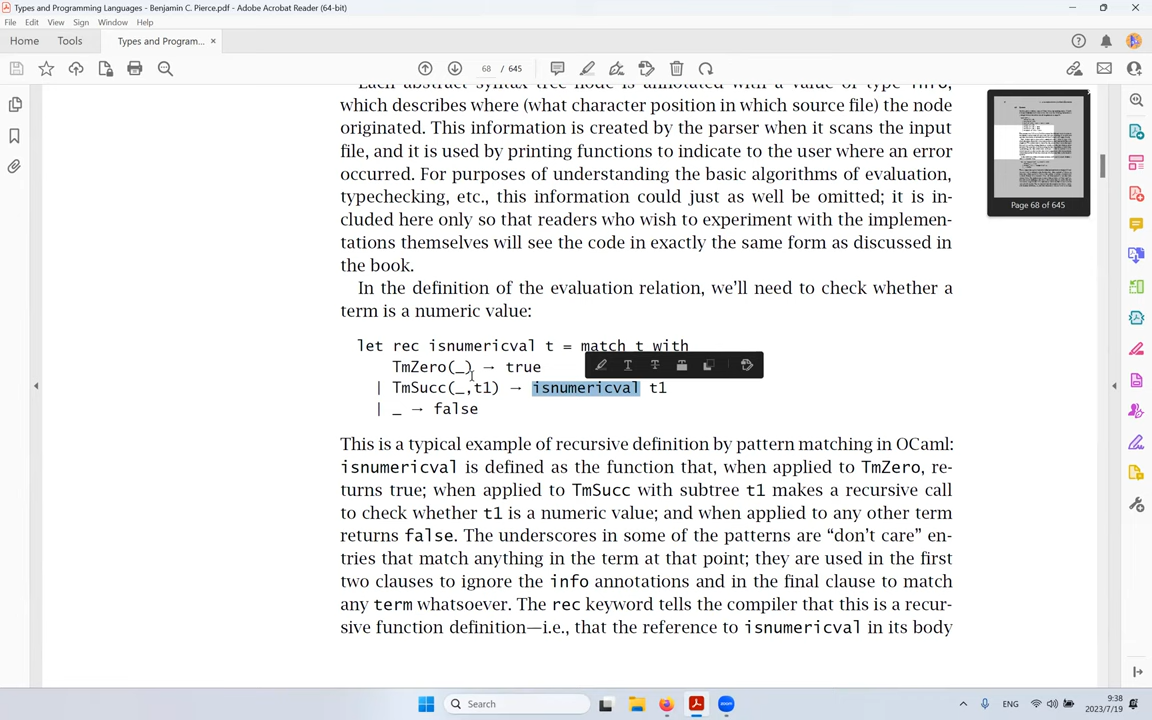 Types and Programming Languages - Benjamin C. Pierce.pdf - Adobe Acrobat Reader (64-bit)
File Edit View Sign Window Help
Home Tools Types and Program... ×
68 / 645
Each abstract syntax tree node is annotated with a value of type info,
which describes where (what character position in which source file) the node
originated. This information is created by the parser when it scans the input
file, and it is used by printing functions to indicate to the user where an error
occurred. For purposes of understanding the basic algorithms of evaluation,
typechecking, etc., this information could just as well be omitted; it is in-
cluded here only so that readers who wish to experiment with the implemen-
tations themselves will see the code in exactly the same form as discussed in
the book.
In the definition of the evaluation relation, we'll need to check whether a
term is a numeric value:
let rec isnumericval t = match t with
TmZero(_) → true
| TmSucc(_,t1) → isnumericval t1
| _ → false
This is a typical example of recursive definition by pattern matching in OCaml:
isnumericval is defined as the function that, when applied to TmZero, re-
turns true; when applied to TmSucc with subtree t1 makes a recursive call
to check whether t1 is a numeric value; and when applied to any other term
returns false. The underscores in some of the patterns are “don't care” en-
tries that match anything in the term at that point; they are used in the first
two clauses to ignore the info annotations and in the final clause to match
any term whatsoever. The rec keyword tells the compiler that this is a recur-
sive function definition—i.e., that the reference to isnumericval in its body
Page 68 of 645
Search
ENG
9:38
2023/7/19